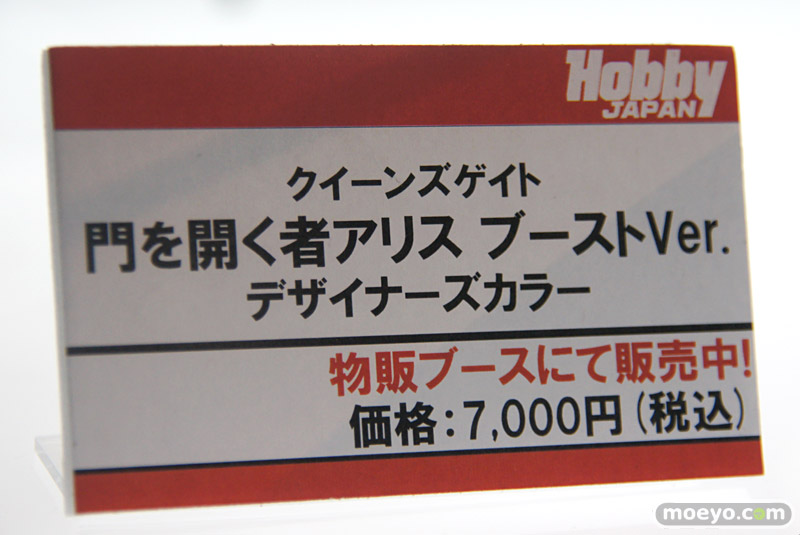 Hobby
JAPAN
クイーンズゲイト
門を開く者アリス ブーストVer.
デザイナーズカラー
物販ブースにて販売中!
価格:7,000円(税込)
moeyo.com